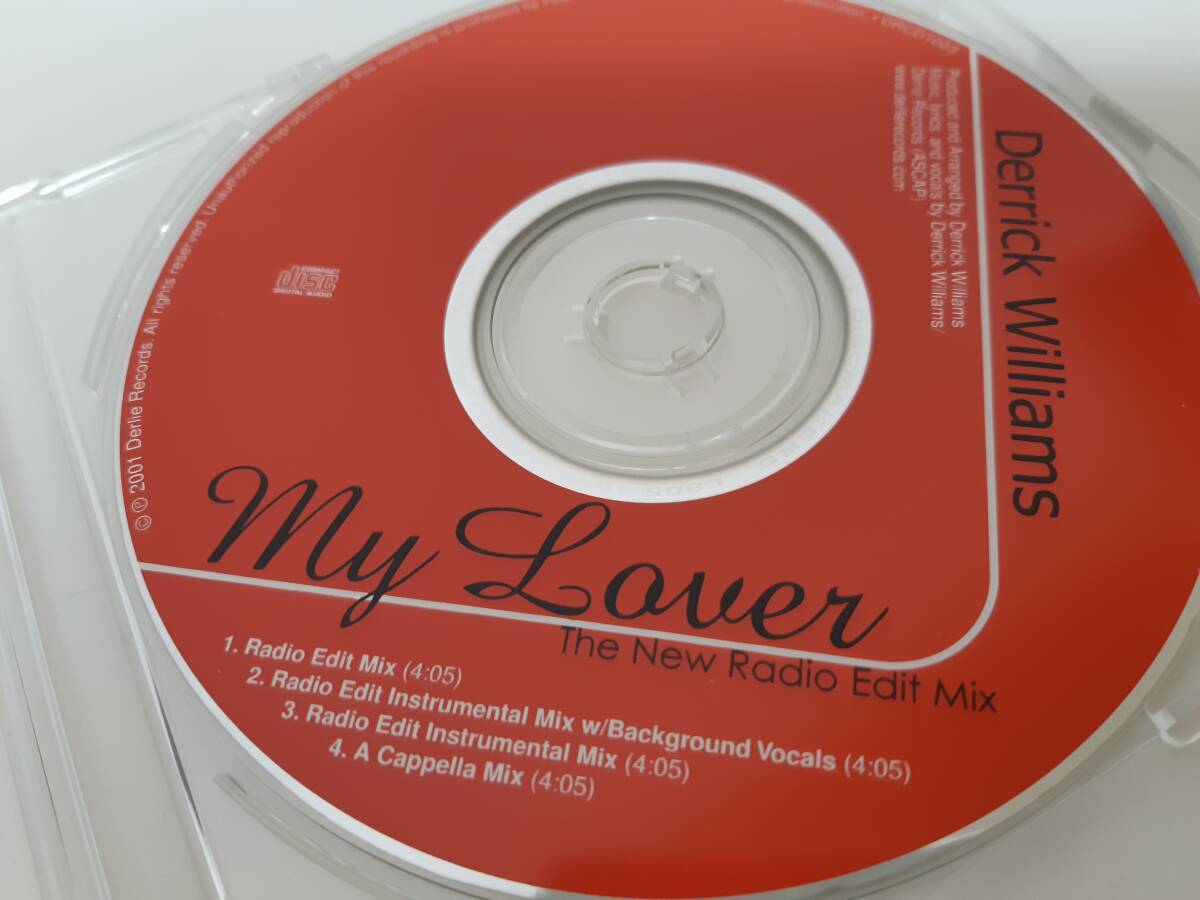 Derrick Williams
Produced and Arranged by Derrick Williams
Music, lyrics, and vocals by Derrick Williams/
Derlie Records (ASCAP)
www.derlierecords.com
COMPACT
disc
DIGITAL AUDIO
My Lover
The New Radio Edit Mix
1. Radio Edit Mix (4:05)
2. Radio Edit Instrumental Mix w/Background Vocals (4:05)
3. Radio Edit Instrumental Mix (4:05)
4. A Cappella Mix (4:05)
© ℗ 2001 Derlie Records. All rights reserved. Unauthorized reproduction of this recording is prohibited by
• DRCD1003